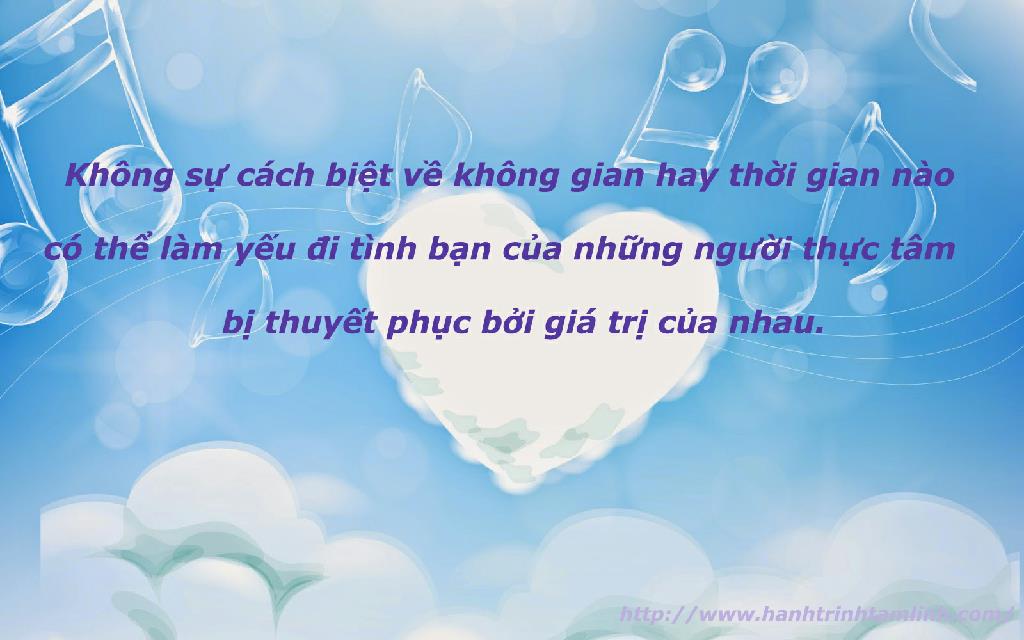 Không sự cách biệt về không gian hay thời gian nào
có thể làm yếu đi tình bạn của những người thực tâm
bị thuyết phục bởi giá trị của nhau.
http://www.hanhtrinhtamlinh.com/